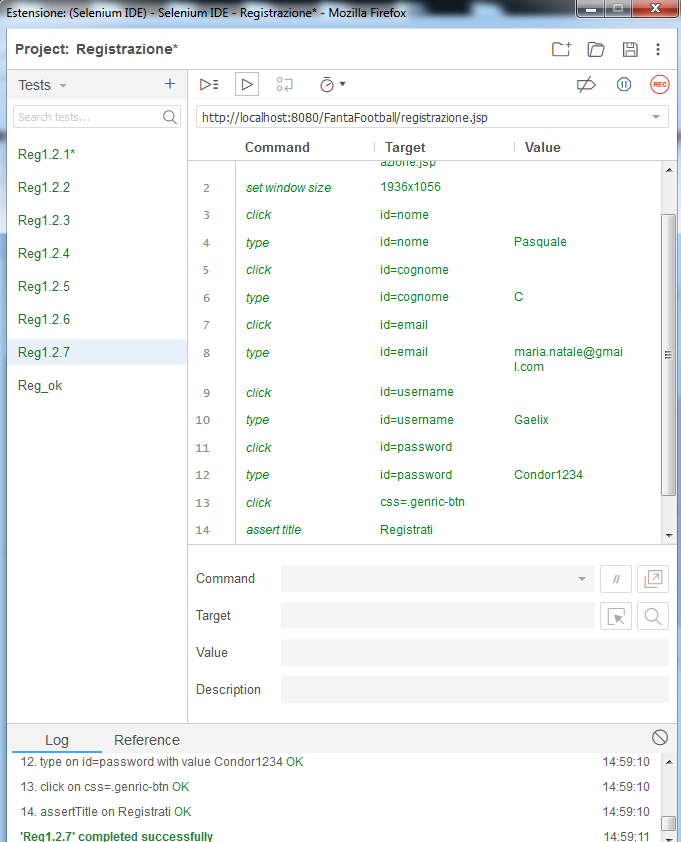 Estensione: (Selenium IDE) - Selenium IDE - Registrazione* - Mozilla Firefox
Project: Registrazione*
Tests
+
REC
Search tests...
http://localhost:8080/FantaFootball/registrazione.jsp
Command Target Value
Reg1.2.1*
Reg1.2.2
Reg1.2.3
Reg1.2.4
Reg1.2.5
Reg1.2.6
Reg1.2.7
Reg_ok
azione.jsp
2 set window size 1936x1056
3 click id=nome
4 type id=nome Pasquale
5 click id=cognome
6 type id=cognome C
7 click id=email
8 type id=email maria.natale@gmai
l.com
9 click id=username
10 type id=username Gaelix
11 click id=password
12 type id=password Condor1234
13 click css=.genric-btn
14 assert title Registrati
Command //
Target
Value
Description
Log Reference
12. type on id=password with value Condor1234 OK 14:59:10
13. click on css=.genric-btn OK 14:59:10
14. assertTitle on Registrati OK 14:59:10
'Reg1.2.7' completed successfully 14:59:11